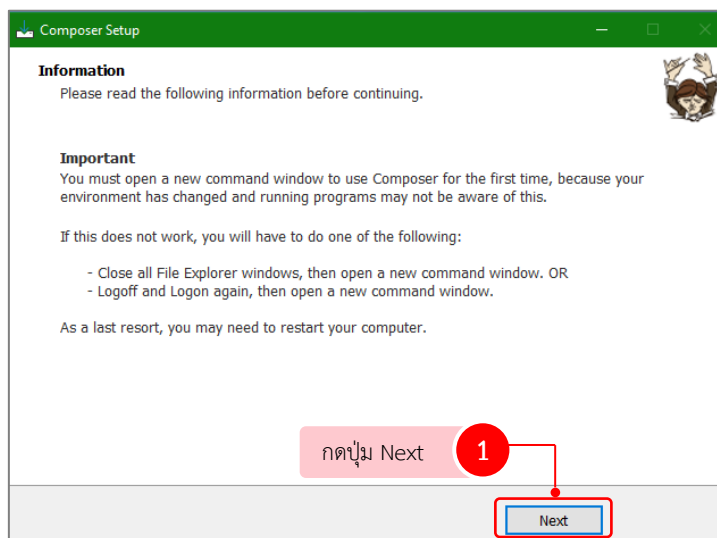 Composer Setup
Information
Please read the following information before continuing.
Important
You must open a new command window to use Composer for the first time, because your
environment has changed and running programs may not be aware of this.
If this does not work, you will have to do one of the following:
- Close all File Explorer windows, then open a new command window. OR
- Logoff and Logon again, then open a new command window.
As a last resort, you may need to restart your computer.
กดปุ่ม Next 1
Next